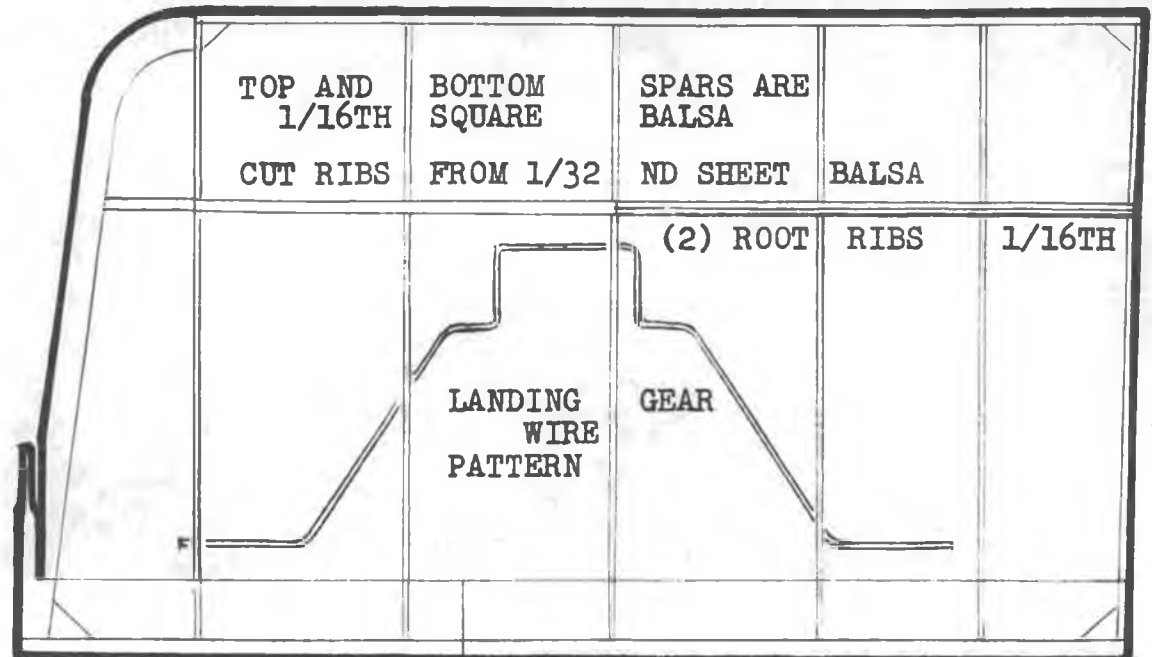 TOP AND BOTTOM SPARS ARE
1/16TH SQUARE BALSA
CUT RIBS FROM 1/32 ND SHEET BALSA
(2) ROOT RIBS 1/16TH
LANDING GEAR
WIRE
PATTERN
F